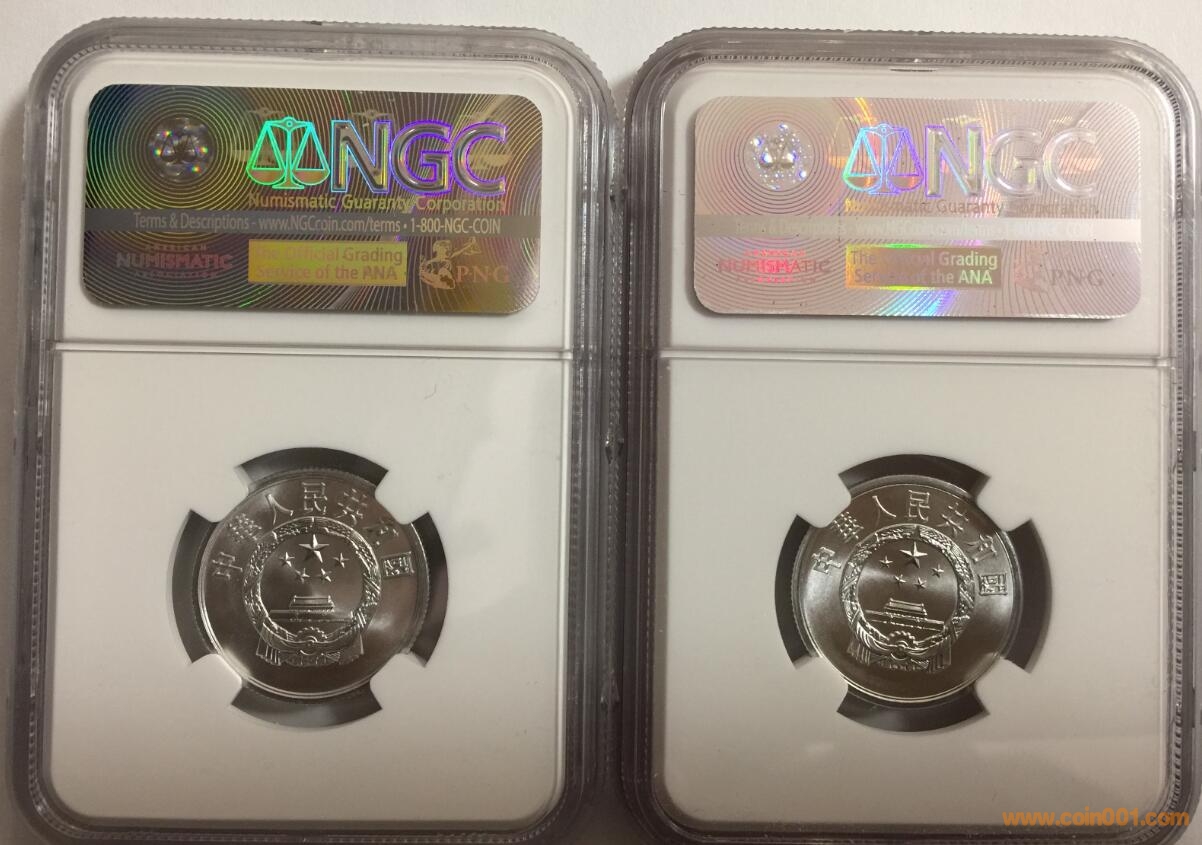 NGC
Numismatic Guaranty Corporation
Terms & Descriptions - www.NGCcoin.com/terms • 1-800-NGC-COIN
AMERICAN
NUMISMATIC
ASSOCIATION
The Official Grading
Service of the ANA
PNG
中華人民共和國
NGC
Numismatic Guaranty Corporation
NUMISMATIC
The Official Grading
Service of the ANA
PNG
中華人民共和國
www.coin001.com